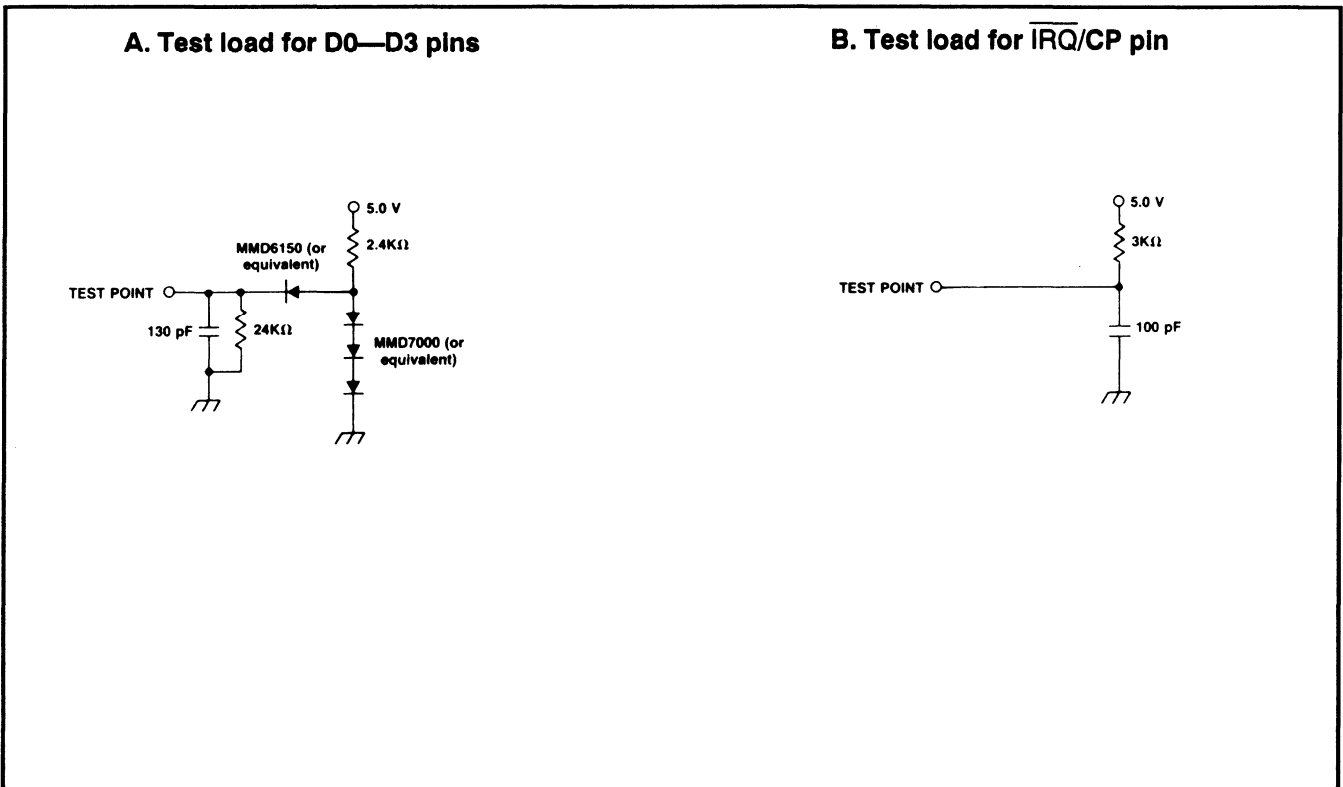 A. Test load for D0—D3 pins
5.0 V
2.4KΩ
MMD6150 (or
equivalent)
TEST POINT
130 pF
24KΩ
MMD7000 (or
equivalent)
B. Test load for I̅R̅Q̅/CP pin
5.0 V
3KΩ
TEST POINT
100 pF